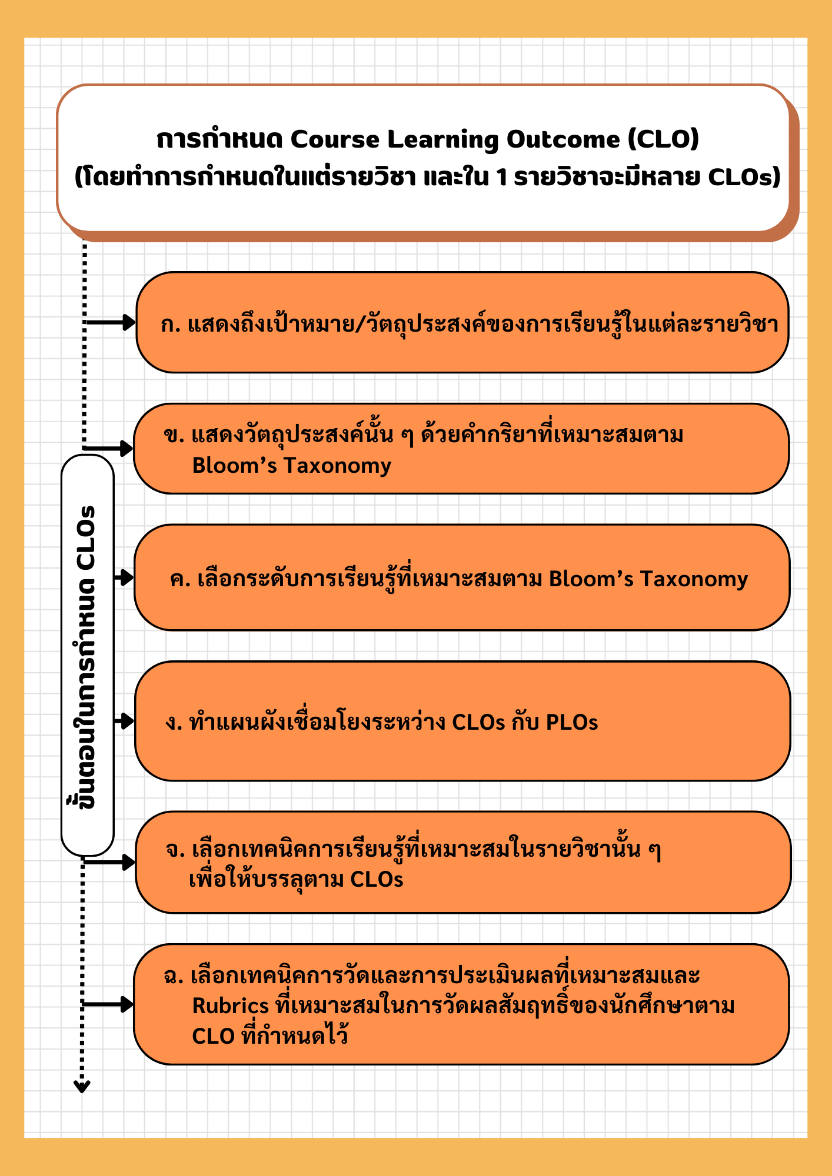 การกำหนด Course Learning Outcome (CLO)
(โดยทำการกำหนดในแต่รายวิชา และใน 1 รายวิชาจะมีหลาย CLOs)
ขั้นตอนในการกำหนด CLOs
ก. แสดงถึงเป้าหมาย/วัตถุประสงค์ของการเรียนรู้ในแต่ละรายวิชา
ข. แสดงวัตถุประสงค์นั้น ๆ ด้วยคำกริยาที่เหมาะสมตาม
Bloom’s Taxonomy
ค. เลือกระดับการเรียนรู้ที่เหมาะสมตาม Bloom’s Taxonomy
ง. ทำแผนผังเชื่อมโยงระหว่าง CLOs กับ PLOs
จ. เลือกเทคนิคการเรียนรู้ที่เหมาะสมในรายวิชานั้น ๆ
เพื่อให้บรรลุตาม CLOs
ฉ. เลือกเทคนิคการวัดและการประเมินผลที่เหมาะสมและ
Rubrics ที่เหมาะสมในการวัดผลสัมฤทธิ์ของนักศึกษาตาม
CLO ที่กำหนดไว้